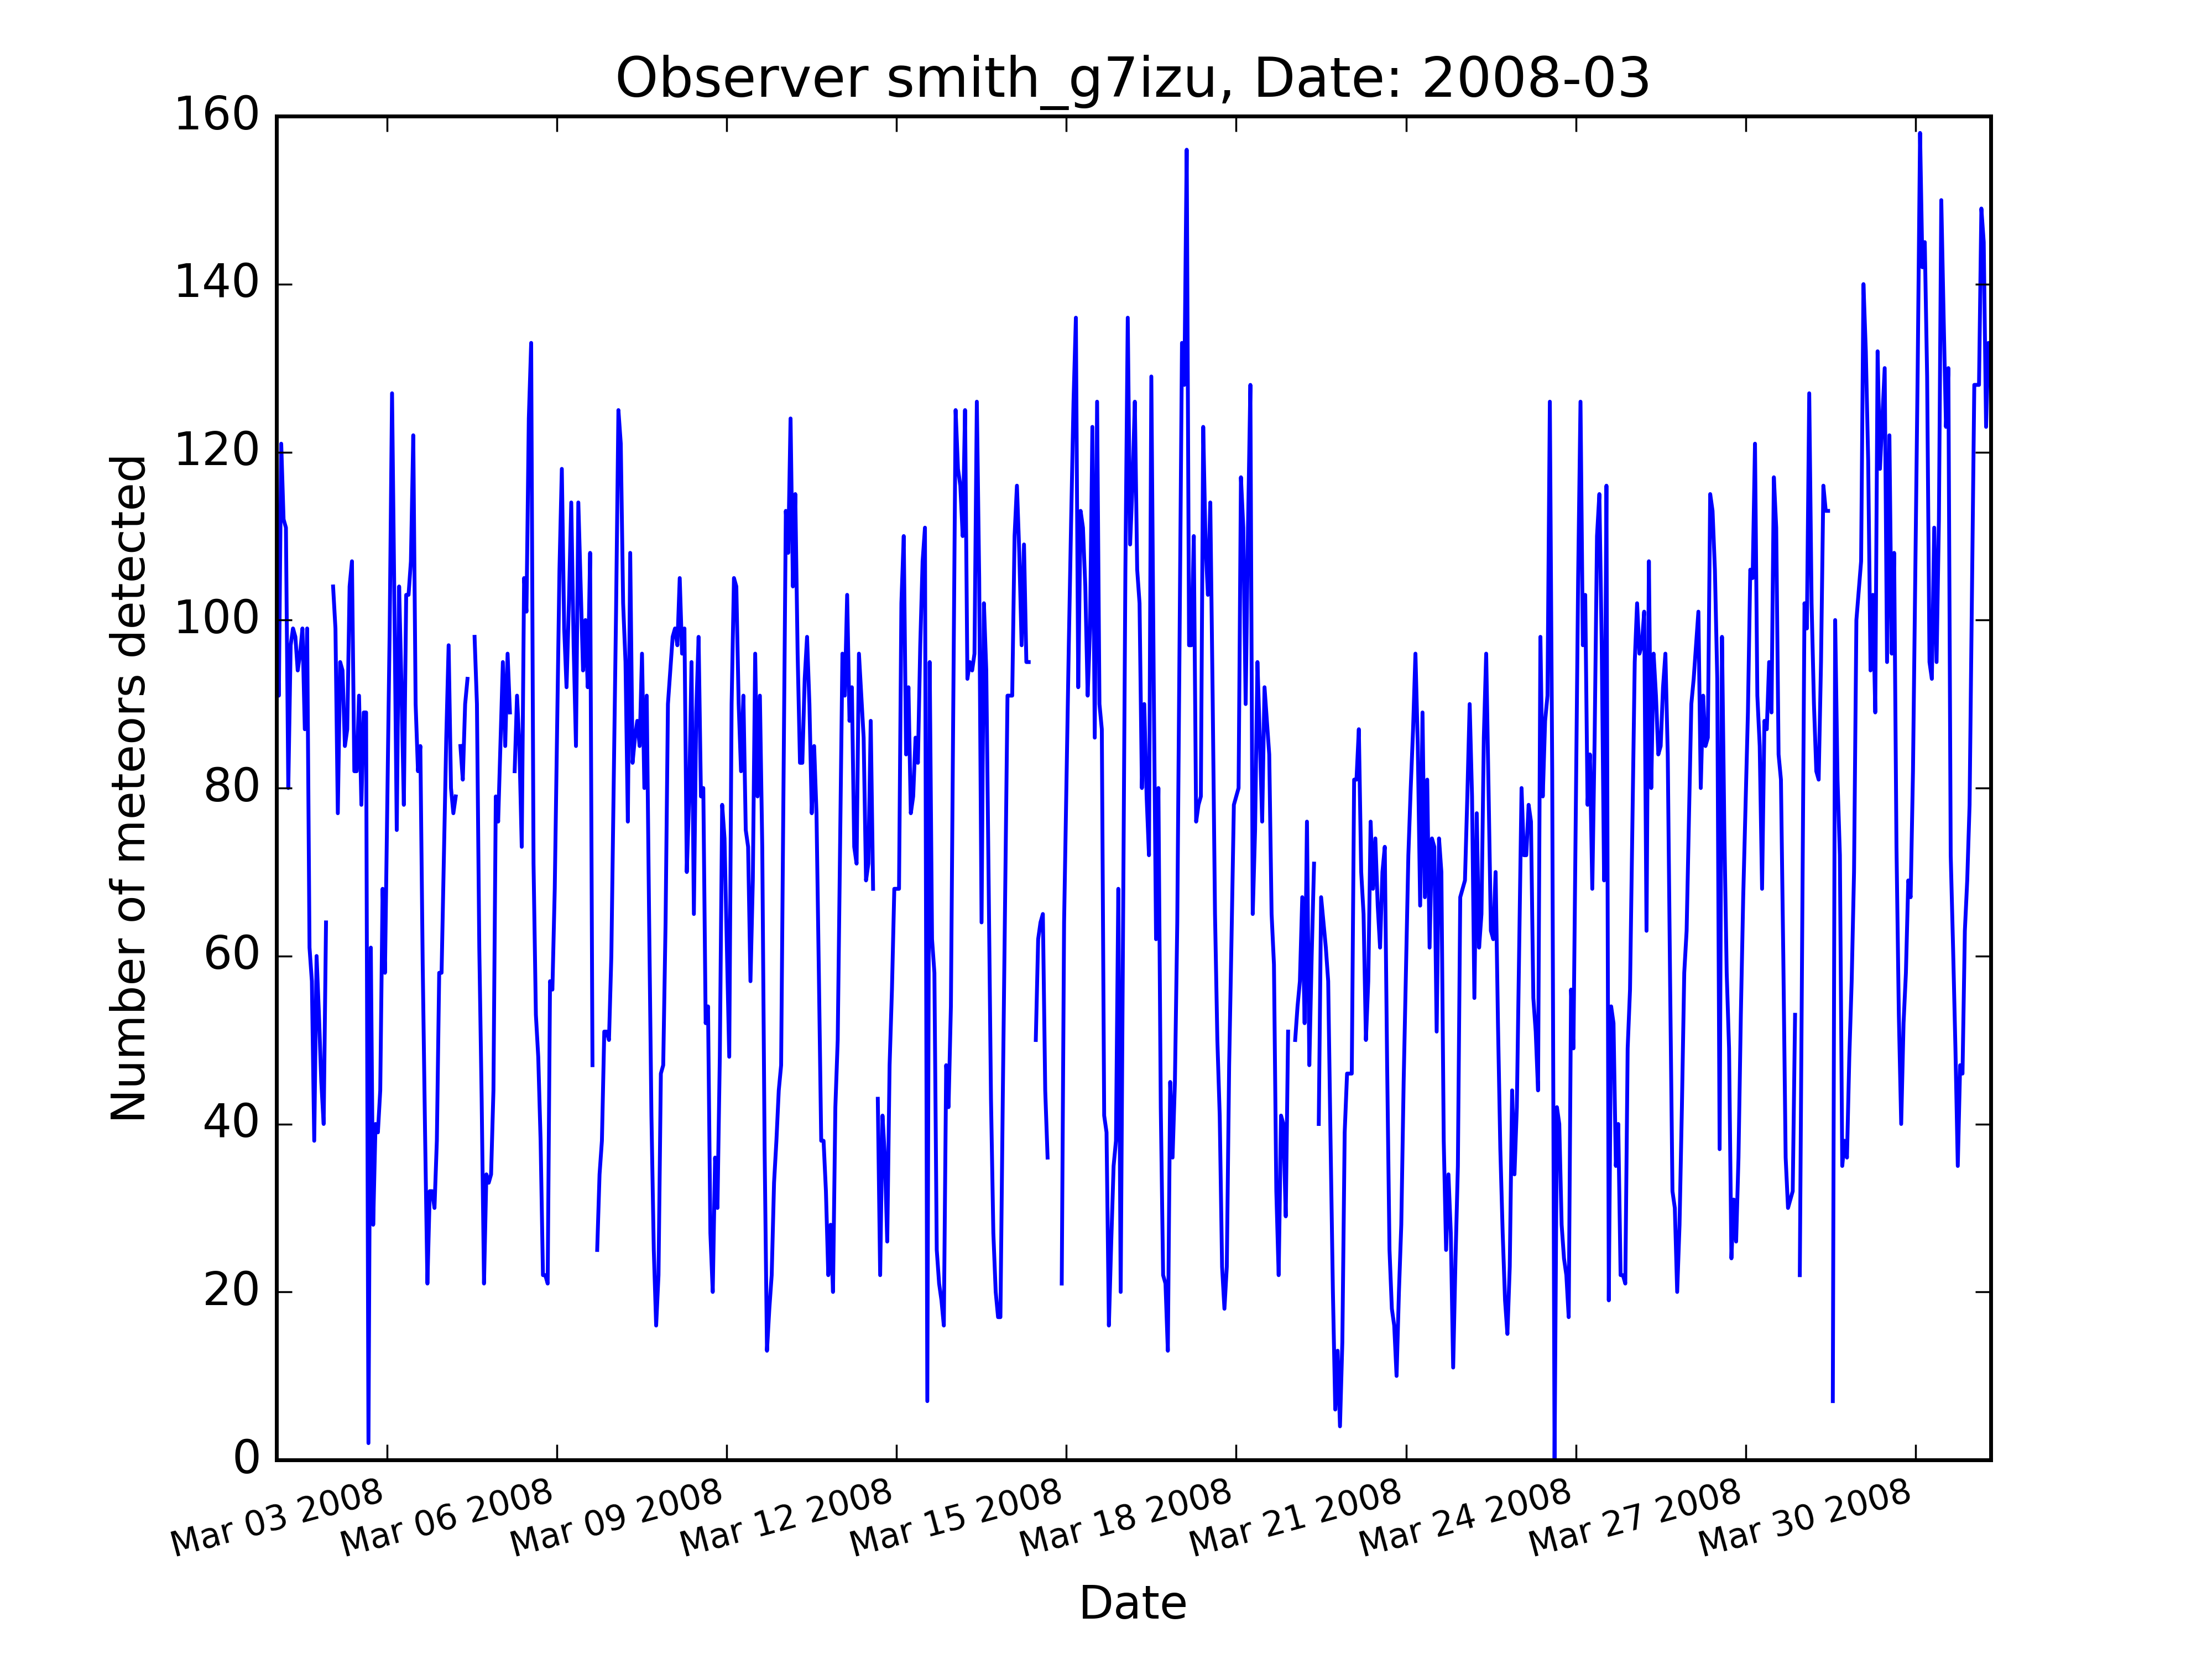 Observer smith_g7izu, Date: 2008-03
160
140
120
100
80
60
40
20
0
Number of meteors detected
Mar 03 2008
Mar 06 2008
Mar 09 2008
Mar 12 2008
Mar 15 2008
Mar 18 2008
Mar 21 2008
Mar 24 2008
Mar 27 2008
Mar 30 2008
Date